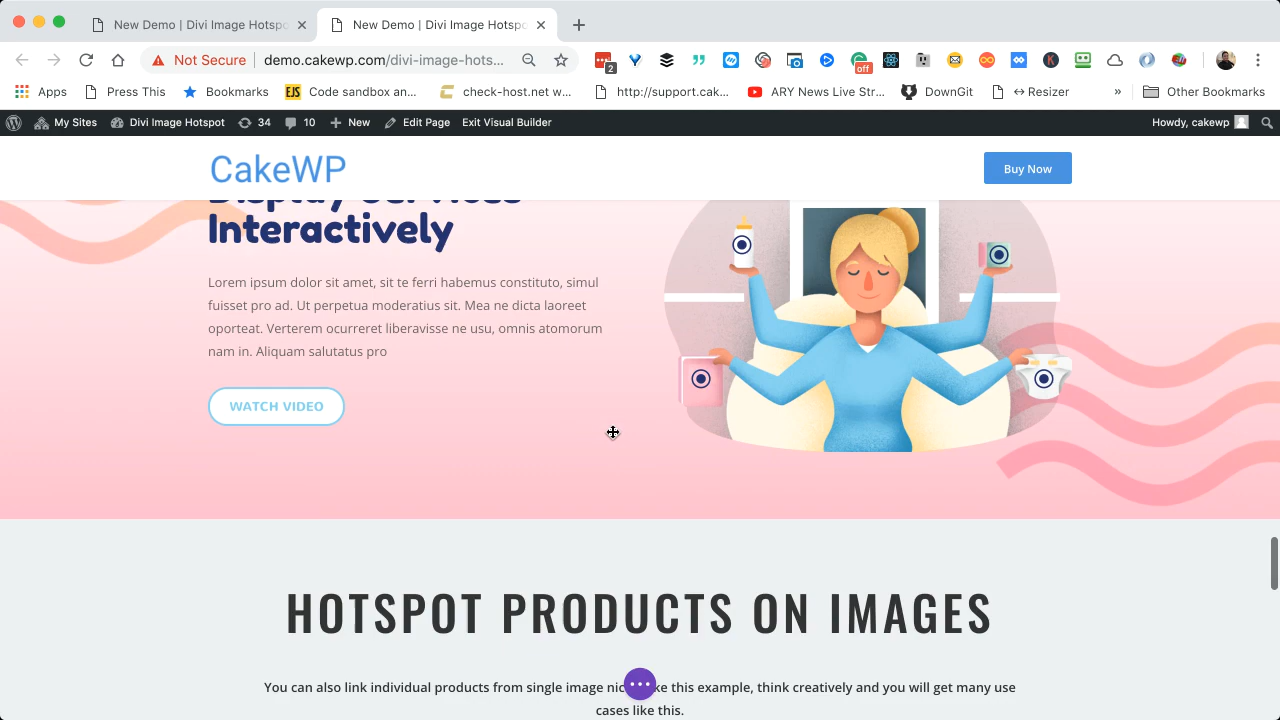 New Demo | Divi Image Hotspo
New Demo | Divi Image Hotspo
Not Secure
demo.cakewp.com/divi-image-hots...
2
off
Apps
Press This
Bookmarks
EJS
Code sandbox an...
check-host.net w...
http://support.cak...
ARY News Live Str...
DownGit
<-> Resizer
»
Other Bookmarks
My Sites
Divi Image Hotspot
34
10
New
Edit Page
Exit Visual Builder
Howdy, cakewp
CakeWP
Buy Now
Interactively
Lorem ipsum dolor sit amet, sit te ferri habemus constituto, simul
fuisset pro ad. Ut perpetua moderatius sit. Mea ne dicta laoreet
oporteat. Verterem ocurreret liberavisse ne usu, omnis atomorum
nam in. Aliquam salutatus pro
WATCH VIDEO
HOTSPOT PRODUCTS ON IMAGES
You can also link individual products from single image nic ke this example, think creatively and you will get many use
cases like this.